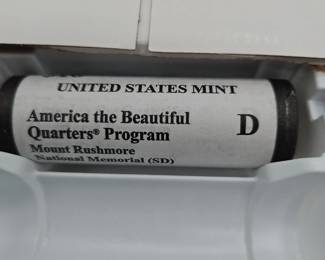 UNITED STATES MINT
America the Beautiful
Quarters® Program
D
Mount Rushmore
National Memorial (SD)